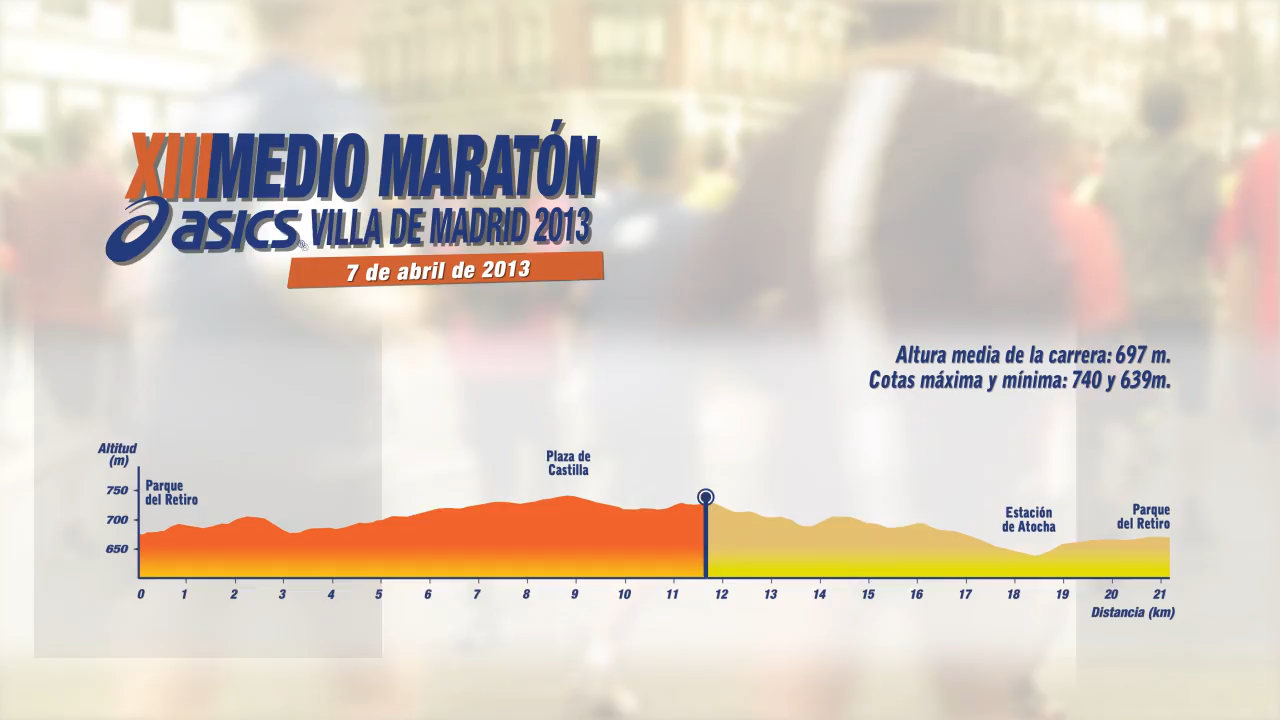 XIII MEDIO MARATÓN
asics VILLA DE MADRID 2013
7 de abril de 2013
Altura media de la carrera: 697 m.
Cotas máxima y mínima: 740 y 639m.
Altitud
(m)
Plaza de
Castilla
750
Parque
del Retiro
700
650
Estación
de Atocha
Parque
del Retiro
0 1 2 3 4 5 6 7 8 9 10 11 12 13 14 15 16 17 18 19 20 21
Distancia (km)